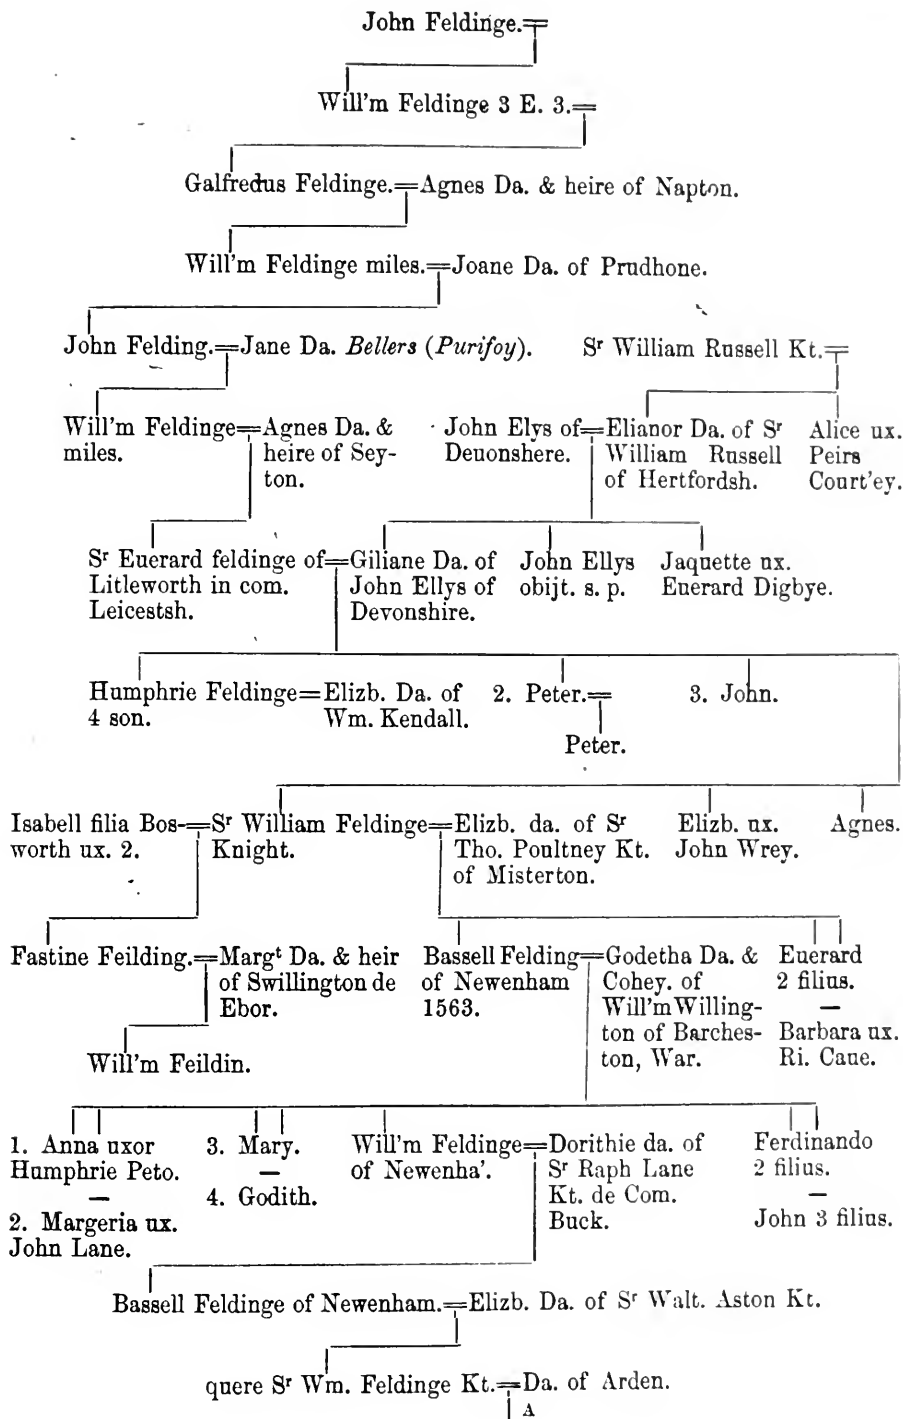 John Feldinge.=
Will'm Feldinge 3 E. 3.=
Galfredus Feldinge.=Agnes Da. & heire of Napton.
Will'm Feldinge miles.=Joane Da. of Prudhone.
John Felding.=Jane Da. Bellers (Purifoy).
Sr William Russell Kt.=
Will'm Feldinge=Agnes Da. &
miles.
heire of Sey-
ton.
John Elys of=Elianor Da. of Sr
Deuonshere.
William Russell
of Hertfordsh.
Alice ux.
Peirs
Court'ey.
Sr Euerard feldinge of=Giliane Da. of
Litleworth in com.
Leicestsh.
John Ellys of
Devonshire.
John Ellys
obijt. s. p.
Jaquette ux.
Euerard Digbye.
Humphrie Feldinge=Elizb. Da. of
4 son.
Wm. Kendall.
2. Peter.=
Peter.
3. John.
Isabell filia Bos-=Sr William Feldinge=Elizb. da. of Sr
worth ux. 2.
Knight.
Tho. Poultney Kt.
of Misterton.
Elizb. ux.
John Wrey.
Agnes.
Fastine Feilding.=Margt Da. & heir
of Swillington de
Ebor.
Will'm Feildin.
Bassell Felding=Godetha Da. &
of Newenham
1563.
Cohey. of
Will'm Willing-
ton of Barches-
ton, War.
Euerard
2 filius.
—
Barbara ux.
Ri. Caue.
1. Anna uxor
Humphrie Peto.
—
2. Margeria ux.
John Lane.
3. Mary.
—
4. Godith.
Will'm Feldinge=Dorithie da. of
of Newenha'.
Sr Raph Lane
Kt. de Com.
Buck.
Ferdinando
2 filius.
—
John 3 filius.
Bassell Feldinge of Newenham.=Elizb. Da. of Sr Walt. Aston Kt.
quere Sr Wm. Feldinge Kt.=Da. of Arden.
A